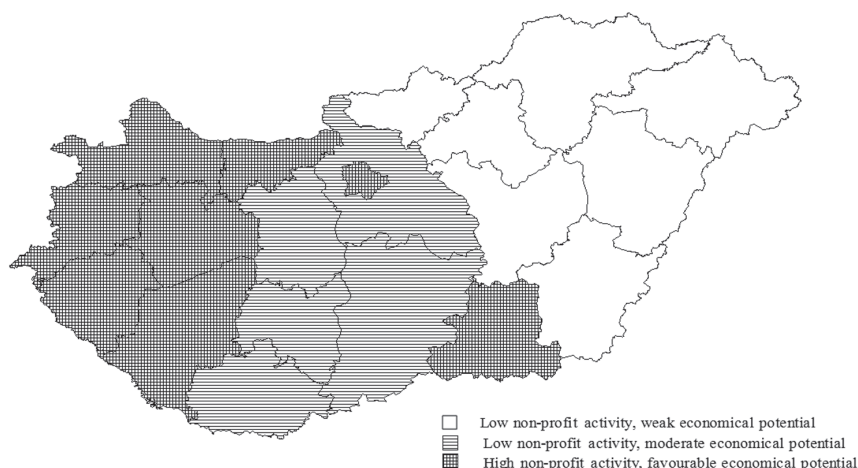 Low non-profit activity, weak economical potential
Low non-profit activity, moderate economical potential
High non-profit activity, favourable economical potential